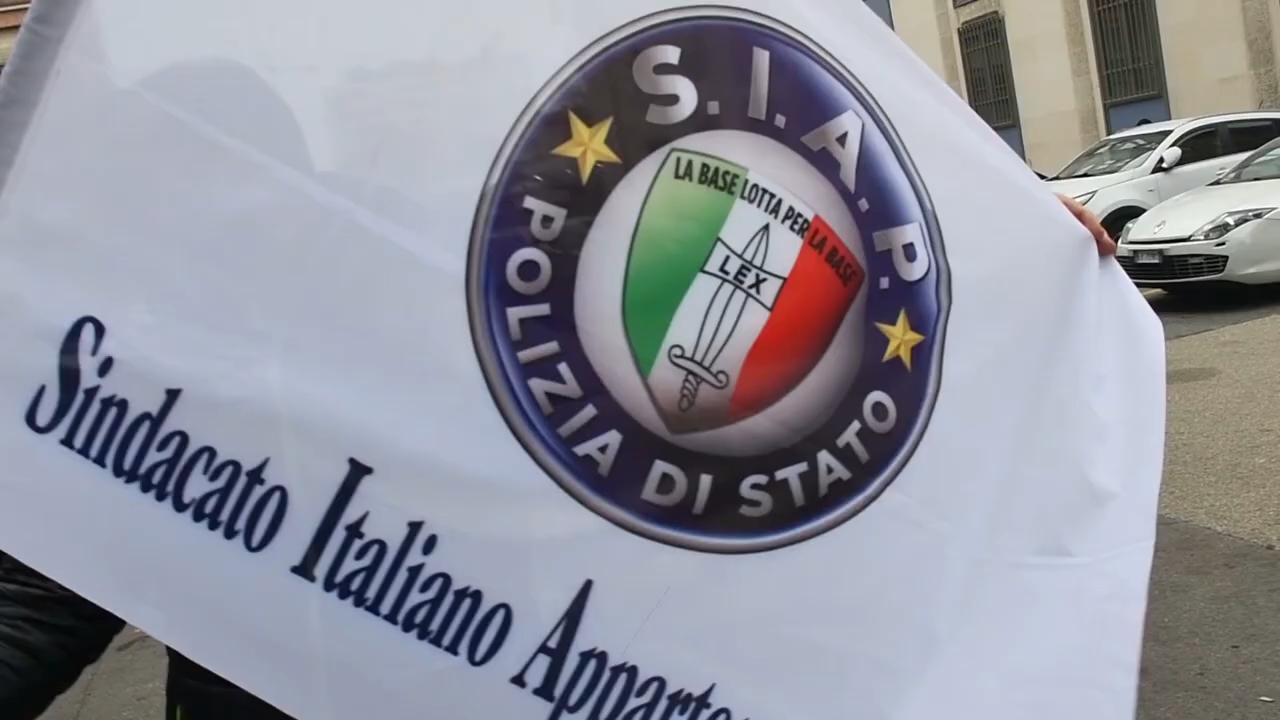 S.I.A.P.
LA BASE LOTTA PER LA BASE
LEX
POLIZIA DI STATO
Sindacato Italiano Apparte